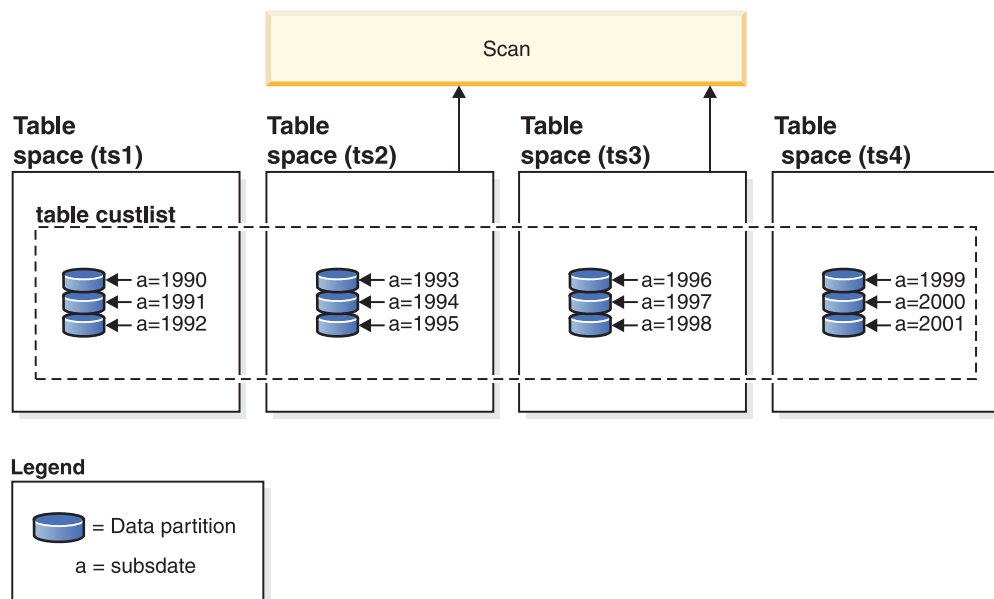 Scan
Table
space (ts1)
Table
space (ts2)
Table
space (ts3)
Table
space (ts4)
table custlist
a=1990
a=1991
a=1992
a=1993
a=1994
a=1995
a=1996
a=1997
a=1998
a=1999
a=2000
a=2001
Legend
= Data partition
a = subsdate